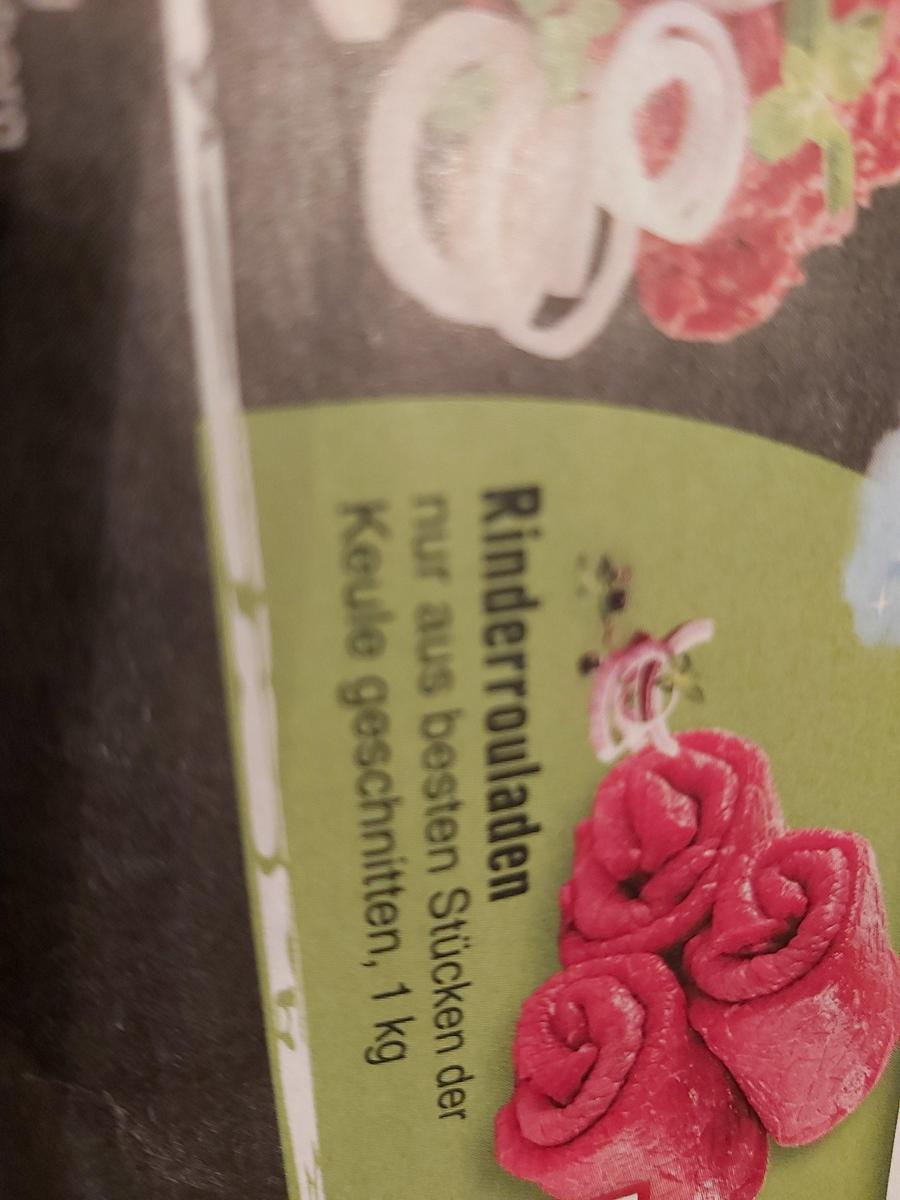 Rinderrouladen
nur aus besten Stücken der
Keule geschnitten, 1 kg